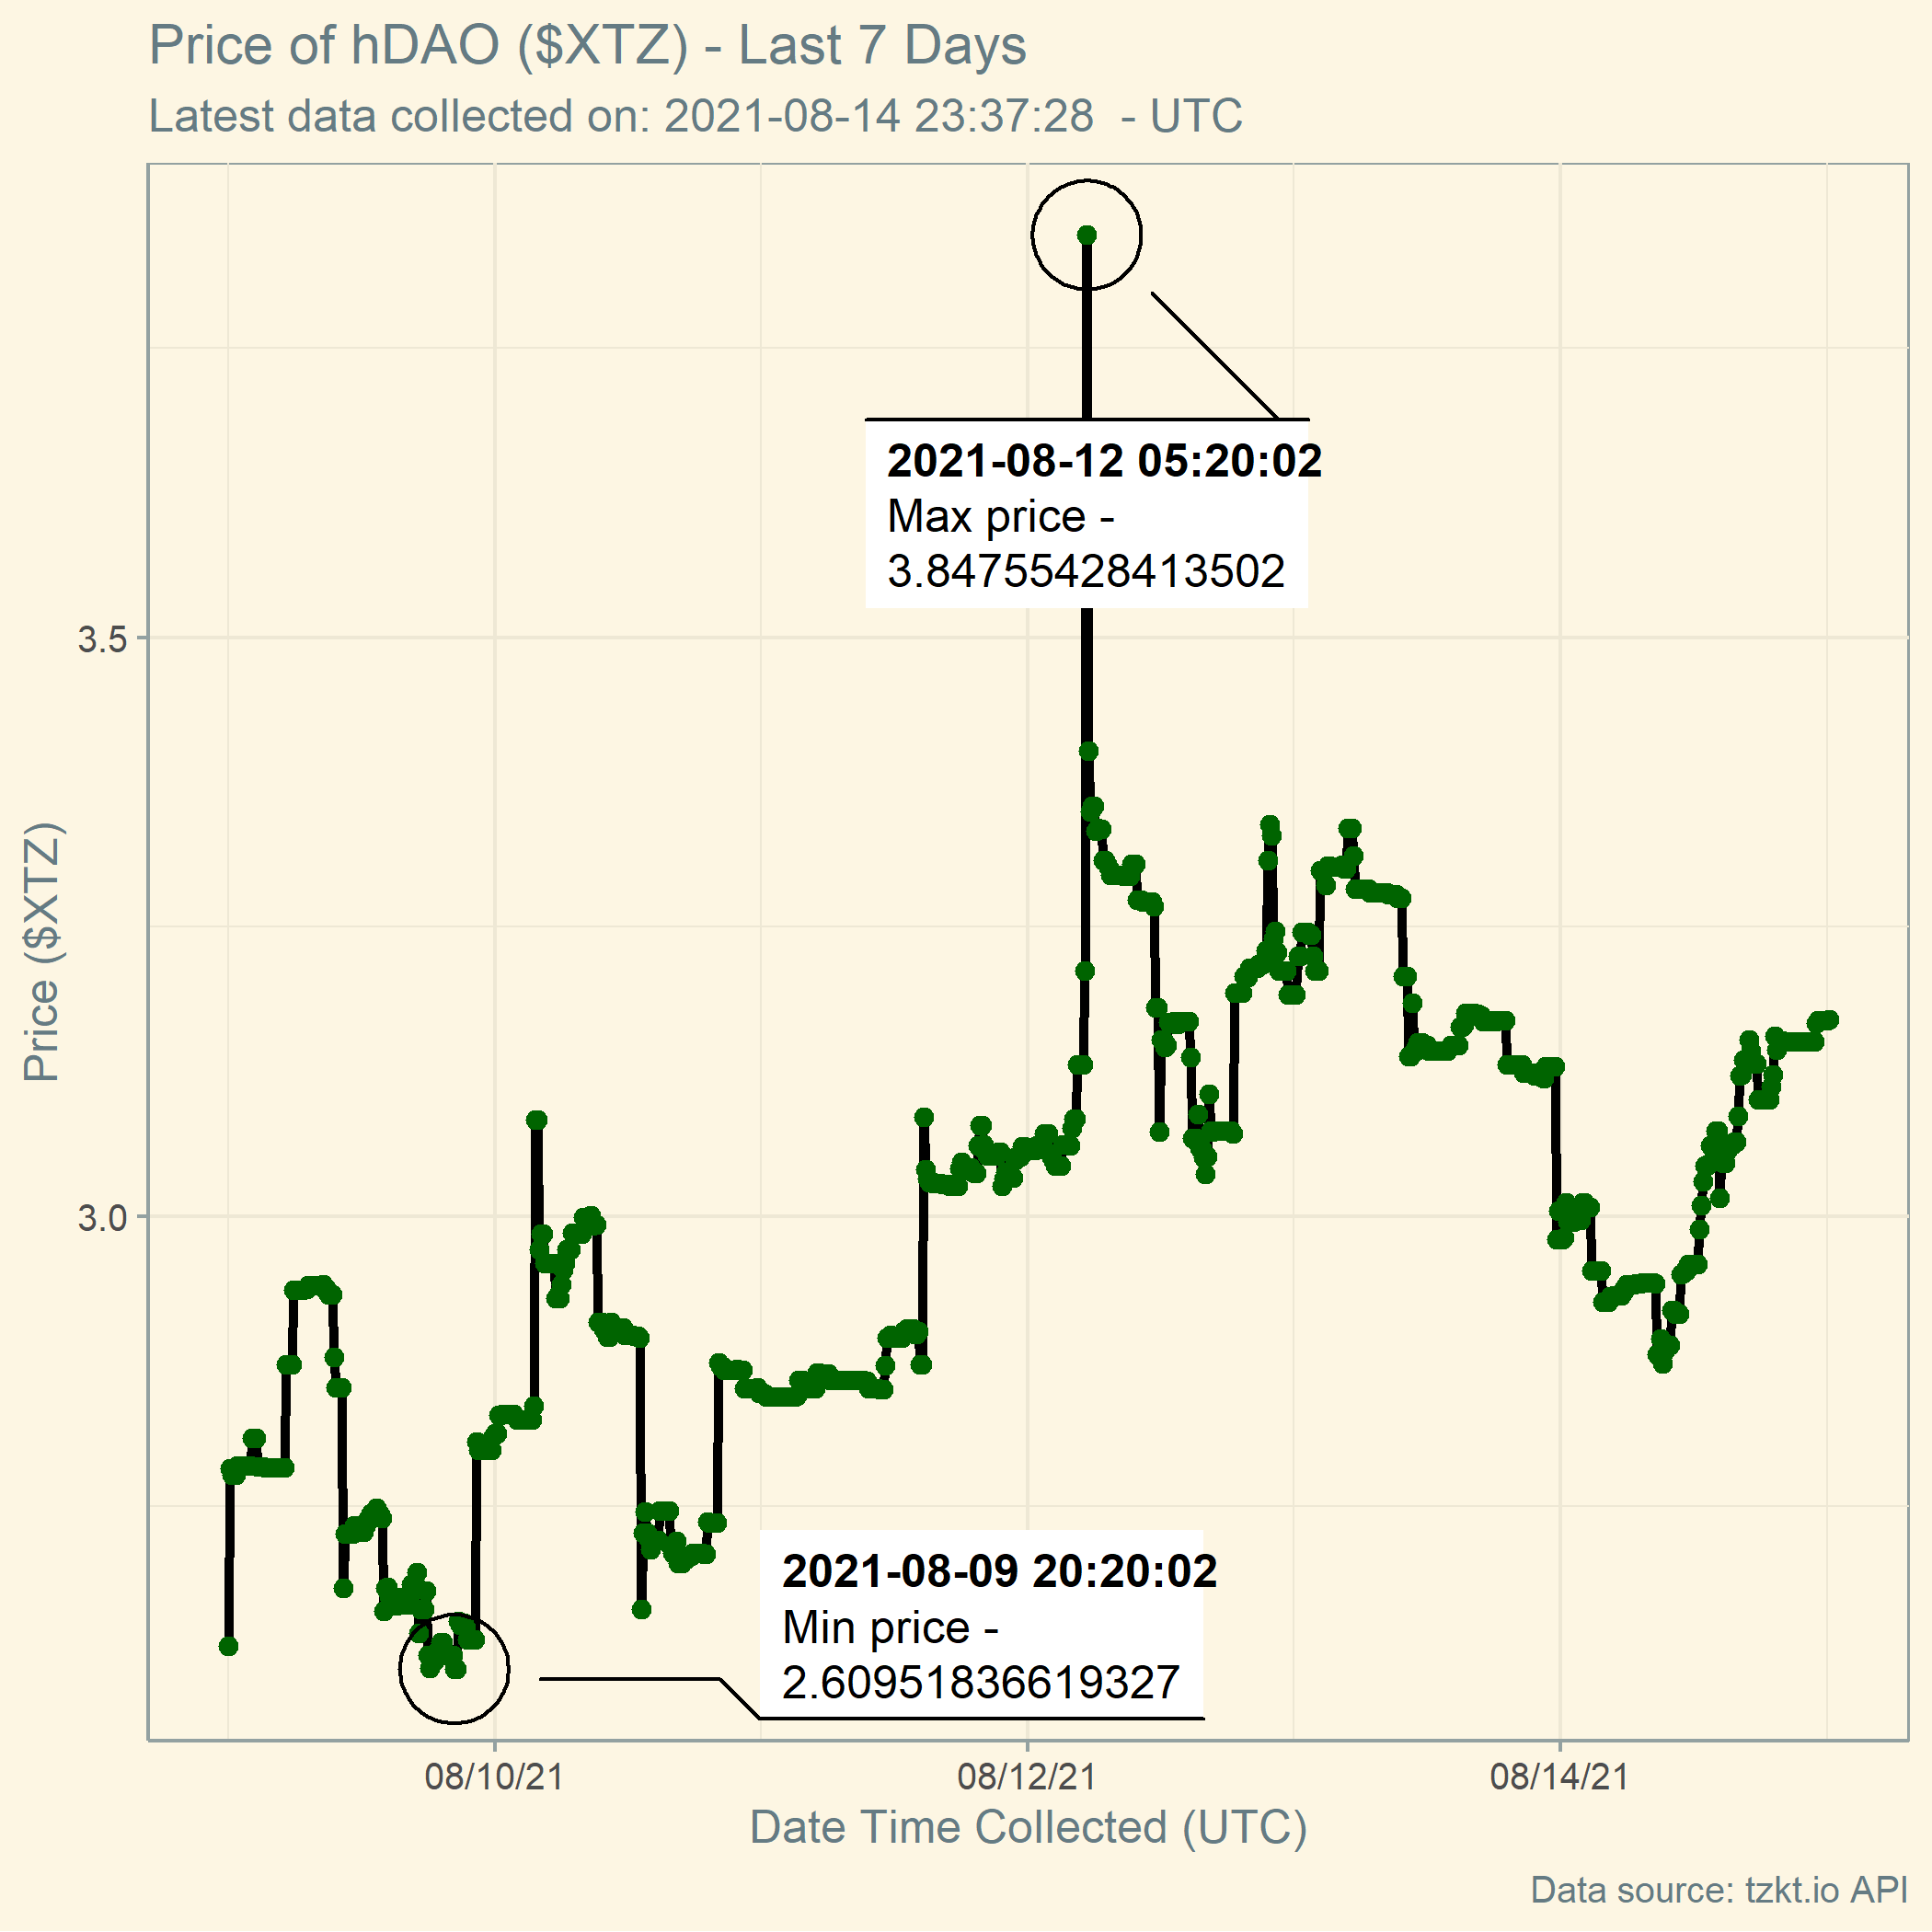 Price of hDAO ($XTZ) - Last 7 Days
Latest data collected on: 2021-08-14 23:37:28  - UTC
2021-08-12 05:20:02
Max price -
3.84755428413502
3.5
Price ($XTZ)
3.0
2021-08-09 20:20:02
Min price -
2.60951836619327
08/10/21
08/12/21
08/14/21
Date Time Collected (UTC)
Data source: tzkt.io API